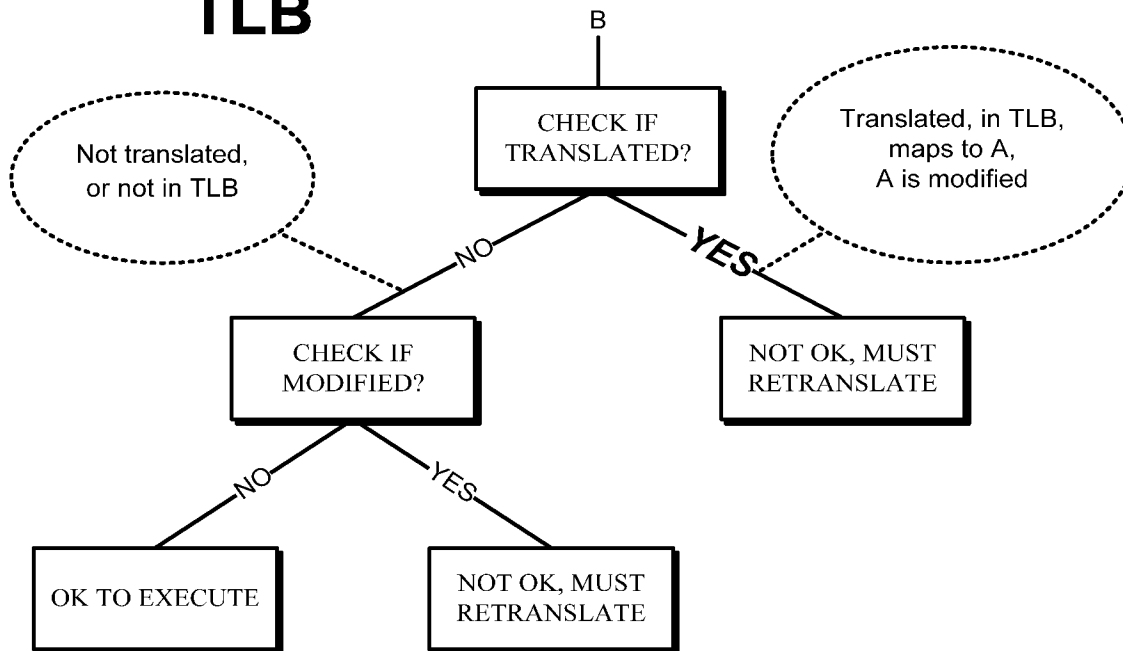 TLB
B
CHECK IF
TRANSLATED?
Not translated,
or not in TLB
Translated, in TLB,
maps to A,
A is modified
NO
YES
CHECK IF
MODIFIED?
NOT OK, MUST
RETRANSLATE
NO
YES
OK TO EXECUTE
NOT OK, MUST
RETRANSLATE